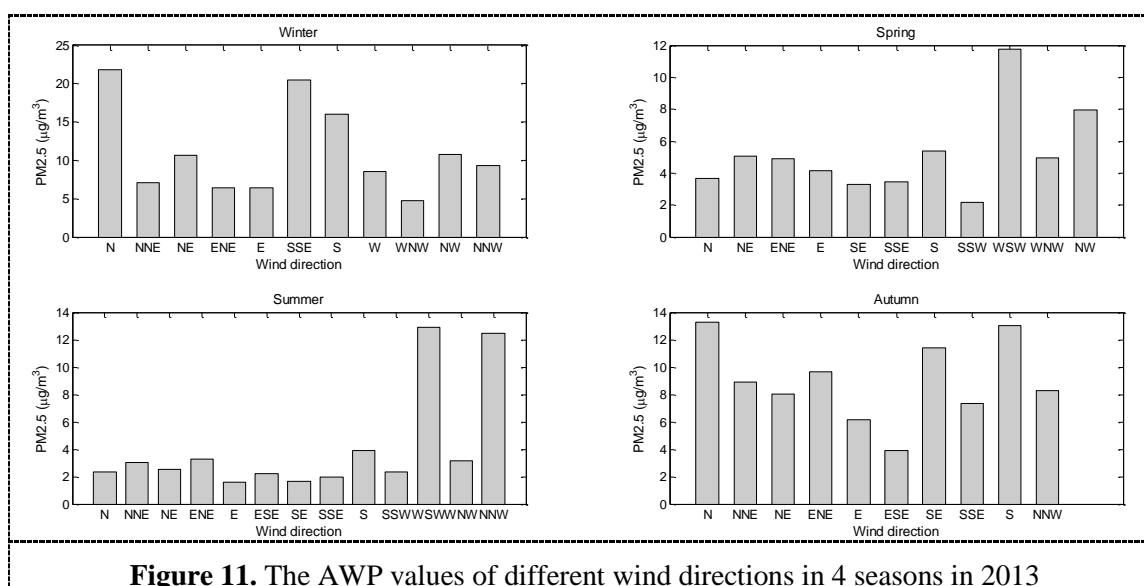 Winter
25
20
15
10
5
0
PM2.5 (μg/m³)
N NNE NE ENE E SSE S W WNW NW NNW
Wind direction
Spring
12
10
8
6
4
2
0
PM2.5 (μg/m³)
N NE ENE E SE SSE S SSW WSW WNW NW
Wind direction
Summer
14
12
10
8
6
4
2
0
PM2.5 (μg/m³)
N NNE NE ENE E ESE SE SSE S SSW WSW WNW NNW
Wind direction
Autumn
14
12
10
8
6
4
2
0
PM2.5 (μg/m³)
N NNE NE ENE E ESE SE SSE S NNW
Wind direction
Figure 11. The AWP values of different wind directions in 4 seasons in 2013